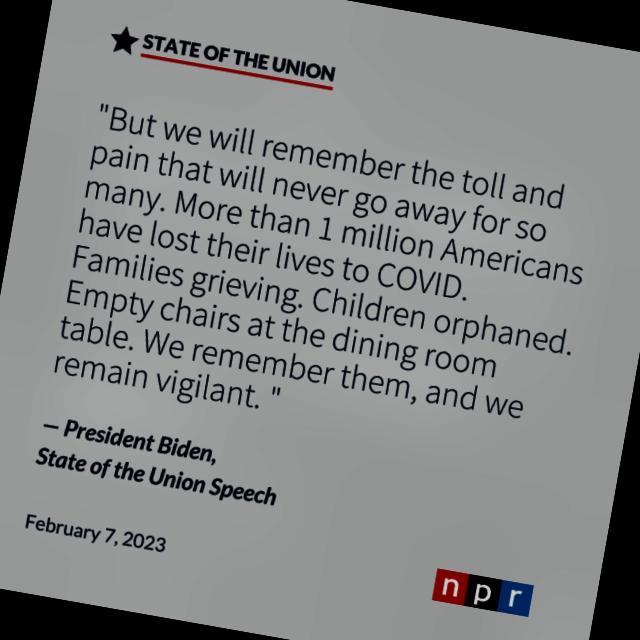 STATE OF THE UNION
"But we will remember the toll and
pain that will never go away for so
many. More than 1 million Americans
have lost their lives to COVID.
Families grieving. Children orphaned.
Empty chairs at the dining room
table. We remember them, and we
remain vigilant. "
— President Biden,
State of the Union Speech
February 7, 2023
npr